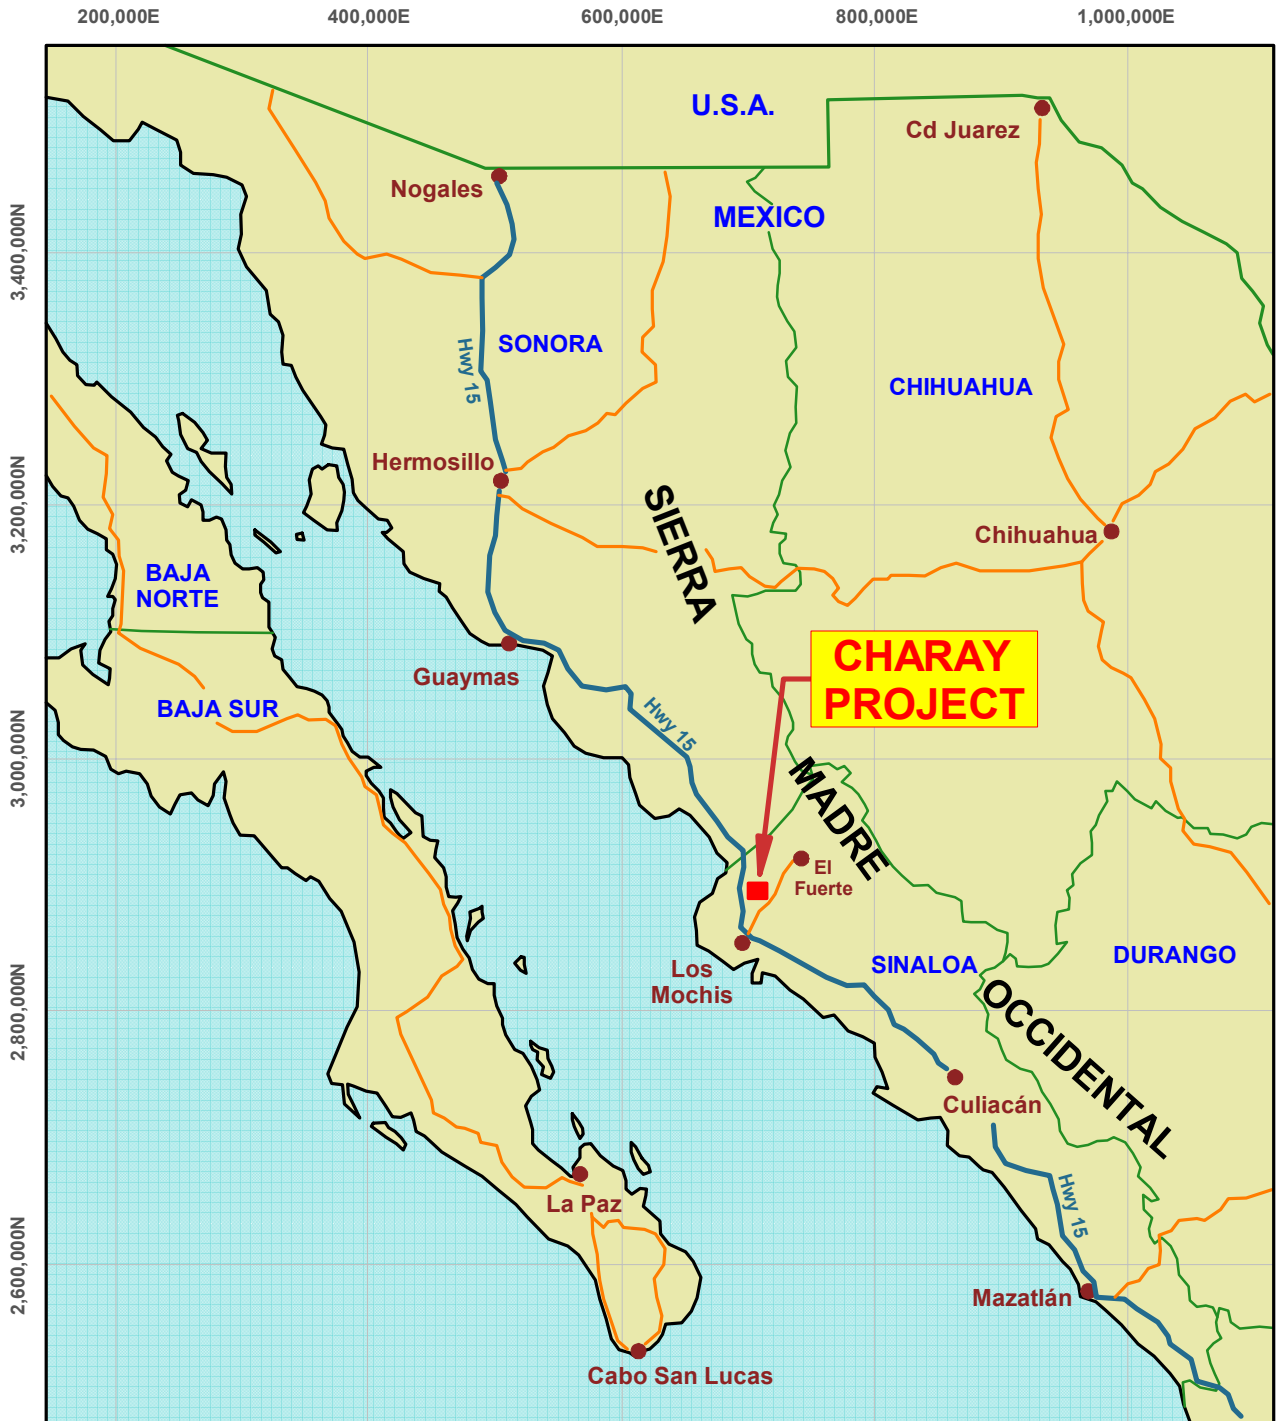 200,000E
400,000E
600,000E
800,000E
1,000,000E
U.S.A.
Cd Juarez
Nogales
MEXICO
3,400,000N
SONORA
Hwy 15
CHIHUAHUA
Hermosillo
3,200,000N
SIERRA
Chihuahua
BAJA
NORTE
CHARAY
PROJECT
Guaymas
BAJA SUR
Hwy 15
3,000,000N
MADRE
El
Fuerte
Los
Mochis
SINALOA
DURANGO
2,800,000N
OCCIDENTAL
Culiacán
La Paz
Hwy 15
2,600,000N
Mazatlán
Cabo San Lucas